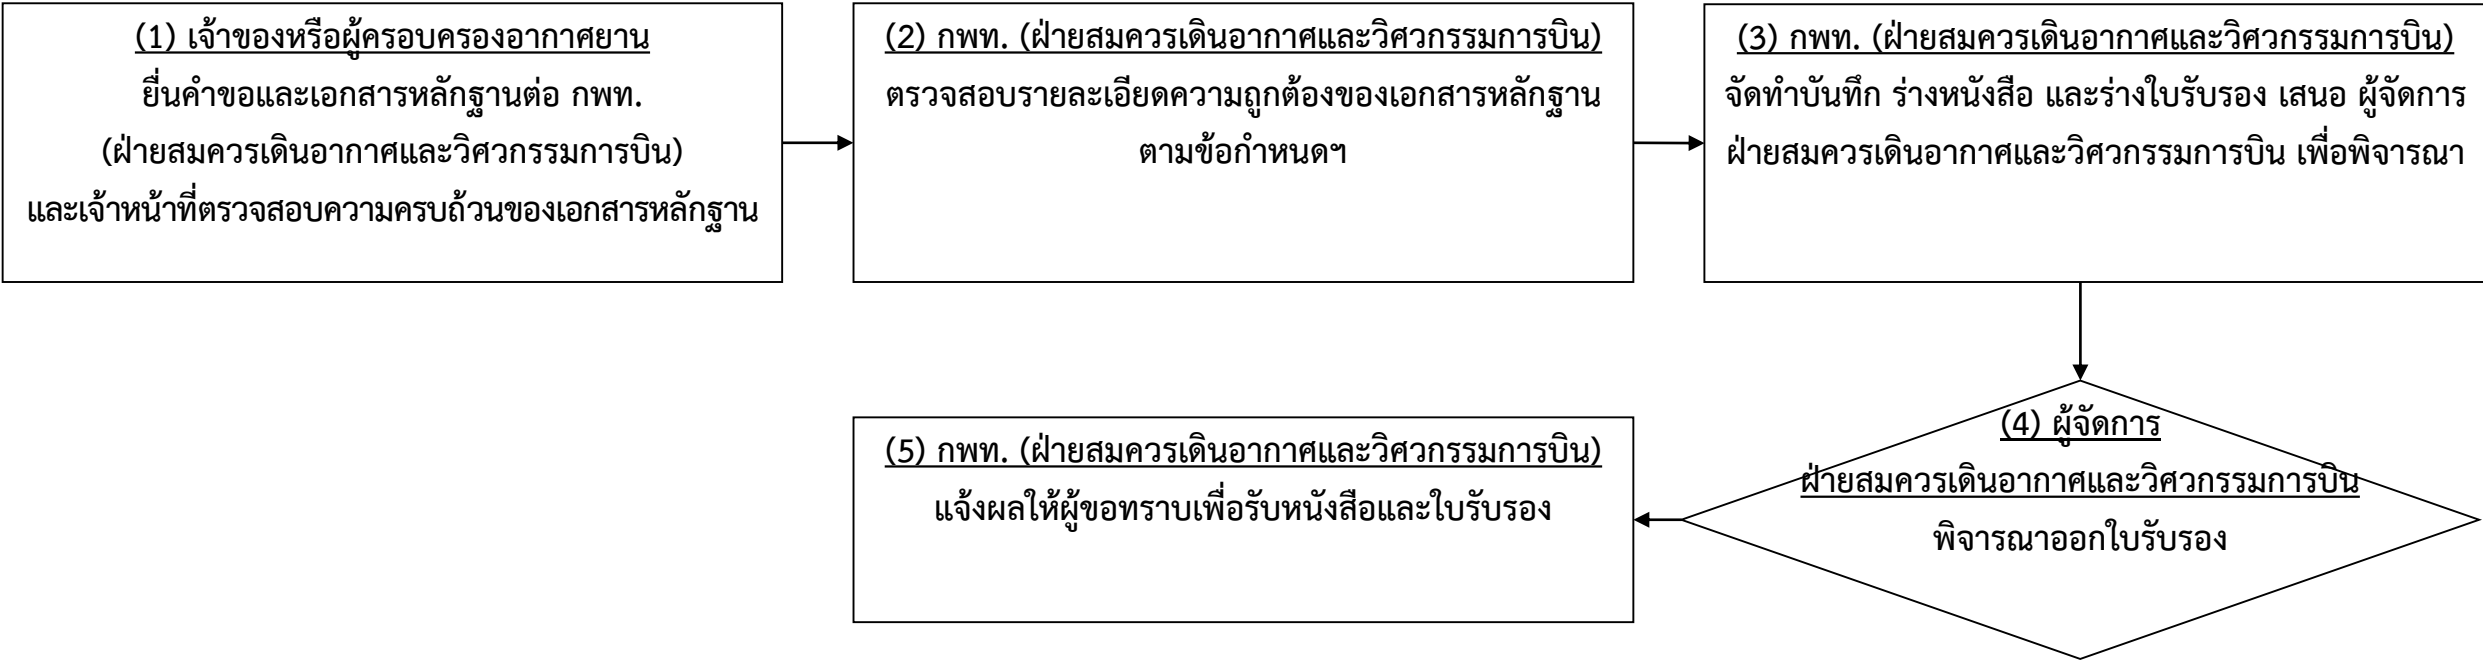 (1) เจ้าของหรือผู้ครอบครองอากาศยาน
ยื่นคำขอและเอกสารหลักฐานต่อ กพท.
(ฝ่ายสมควรเดินอากาศและวิศวกรรมการบิน)
และเจ้าหน้าที่ตรวจสอบความครบถ้วนของเอกสารหลักฐาน
(2) กพท. (ฝ่ายสมควรเดินอากาศและวิศวกรรมการบิน)
ตรวจสอบรายละเอียดความถูกต้องของเอกสารหลักฐาน
ตามข้อกำหนดฯ
(3) กพท. (ฝ่ายสมควรเดินอากาศและวิศวกรรมการบิน)
จัดทำบันทึก ร่างหนังสือ และร่างใบรับรอง เสนอ ผู้จัดการ
ฝ่ายสมควรเดินอากาศและวิศวกรรมการบิน เพื่อพิจารณา
(4) ผู้จัดการ
ฝ่ายสมควรเดินอากาศและวิศวกรรมการบิน
พิจารณาออกใบรับรอง
(5) กพท. (ฝ่ายสมควรเดินอากาศและวิศวกรรมการบิน)
แจ้งผลให้ผู้ขอทราบเพื่อรับหนังสือและใบรับรอง